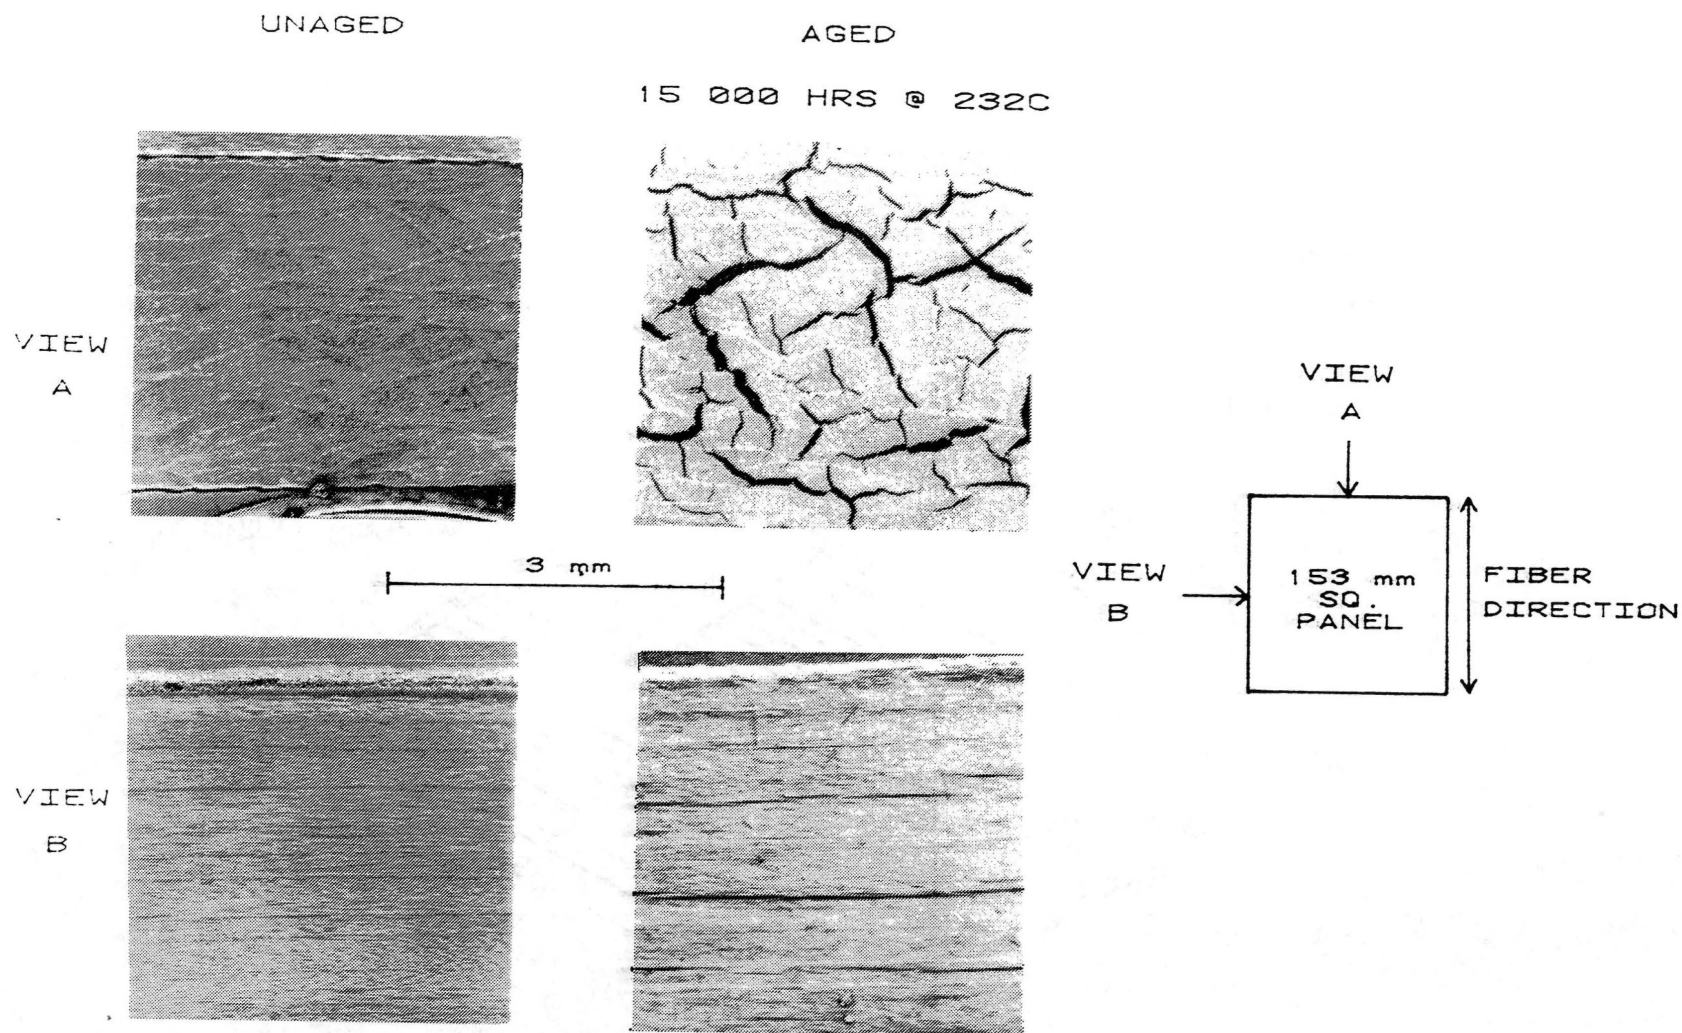 UNAGED
AGED
15 000 HRS @ 232C
VIEW
A
3 mm
VIEW
B
VIEW
A
VIEW
B
153 mm
SQ.
PANEL
FIBER
DIRECTION